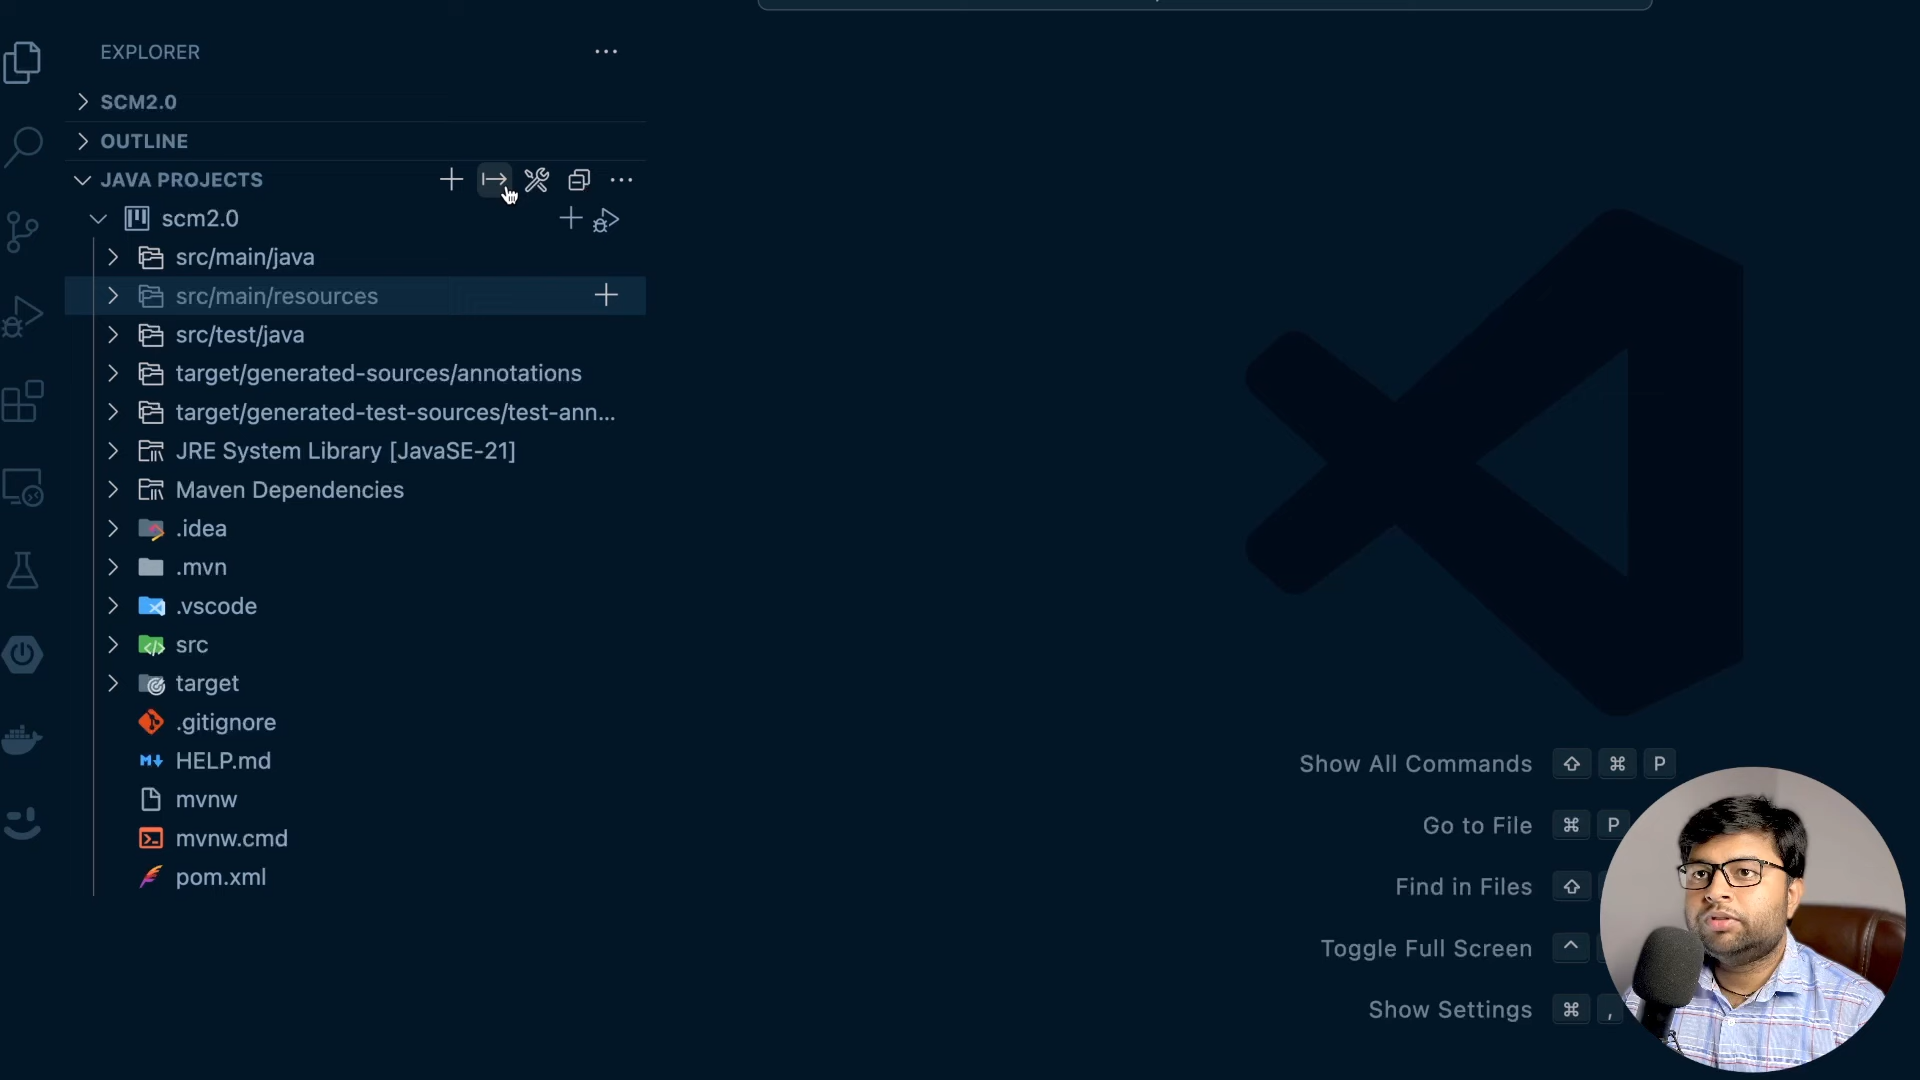 EXPLORER
SCM2.0
OUTLINE
JAVA PROJECTS
scm2.0
src/main/java
src/main/resources
src/test/java
target/generated-sources/annotations
target/generated-test-sources/test-ann...
JRE System Library [JavaSE-21]
Maven Dependencies
.idea
.mvn
.vscode
src
target
.gitignore
HELP.md
mvnw
mvnw.cmd
pom.xml
Show All Commands ⇧ ⌘ P
Go to File ⌘ P
Find in Files ⇧
Toggle Full Screen ^
Show Settings ⌘ ,